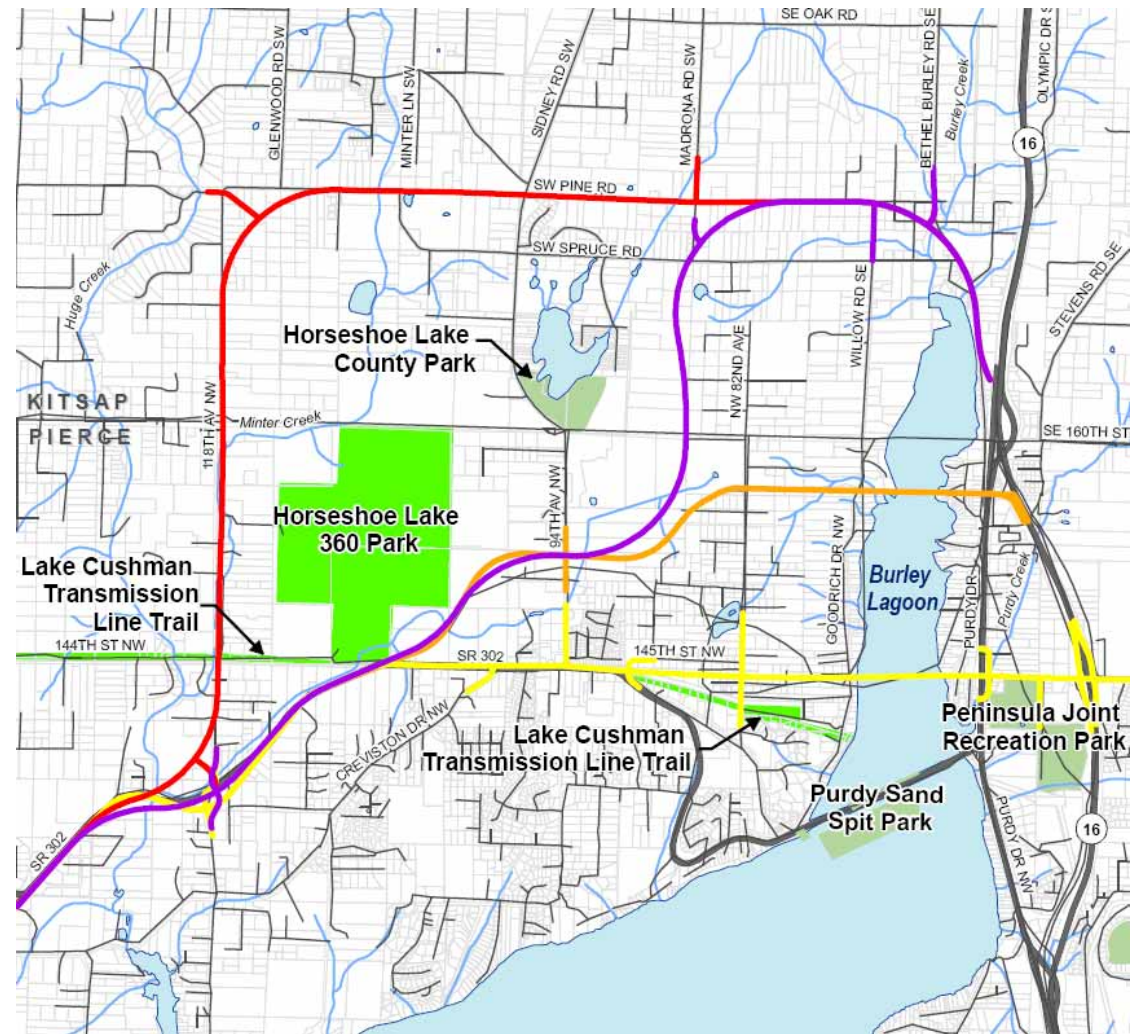 SE OAK RD
OLYMPIC DR S
BETHEL BURLEY RD SE
Burley Creek
GLENWOOD RD SW
MINTER LN SW
SIDNEY RD SW
MADRONA RD SW
16
SW PINE RD
SW SPRUCE RD
STEVENS RD SE
Huge Creek
WILLOW RD SE
Horseshoe Lake
County Park
NW 82ND AVE
118TH AV NW
KITSAP
PIERCE
Minter Creek
SE 160TH ST
94TH AV NW
Horseshoe Lake
360 Park
GOODRICH DR NW
Lake Cushman
Transmission
Line Trail
Burley
Lagoon
PURDY DR
Purdy Creek
144TH ST NW
SR 302
145TH ST NW
CREVISTON DR NW
Peninsula Joint
Recreation Park
Lake Cushman
Transmission Line Trail
Purdy Sand
Spit Park
PURDY DR NW
16
SR 302